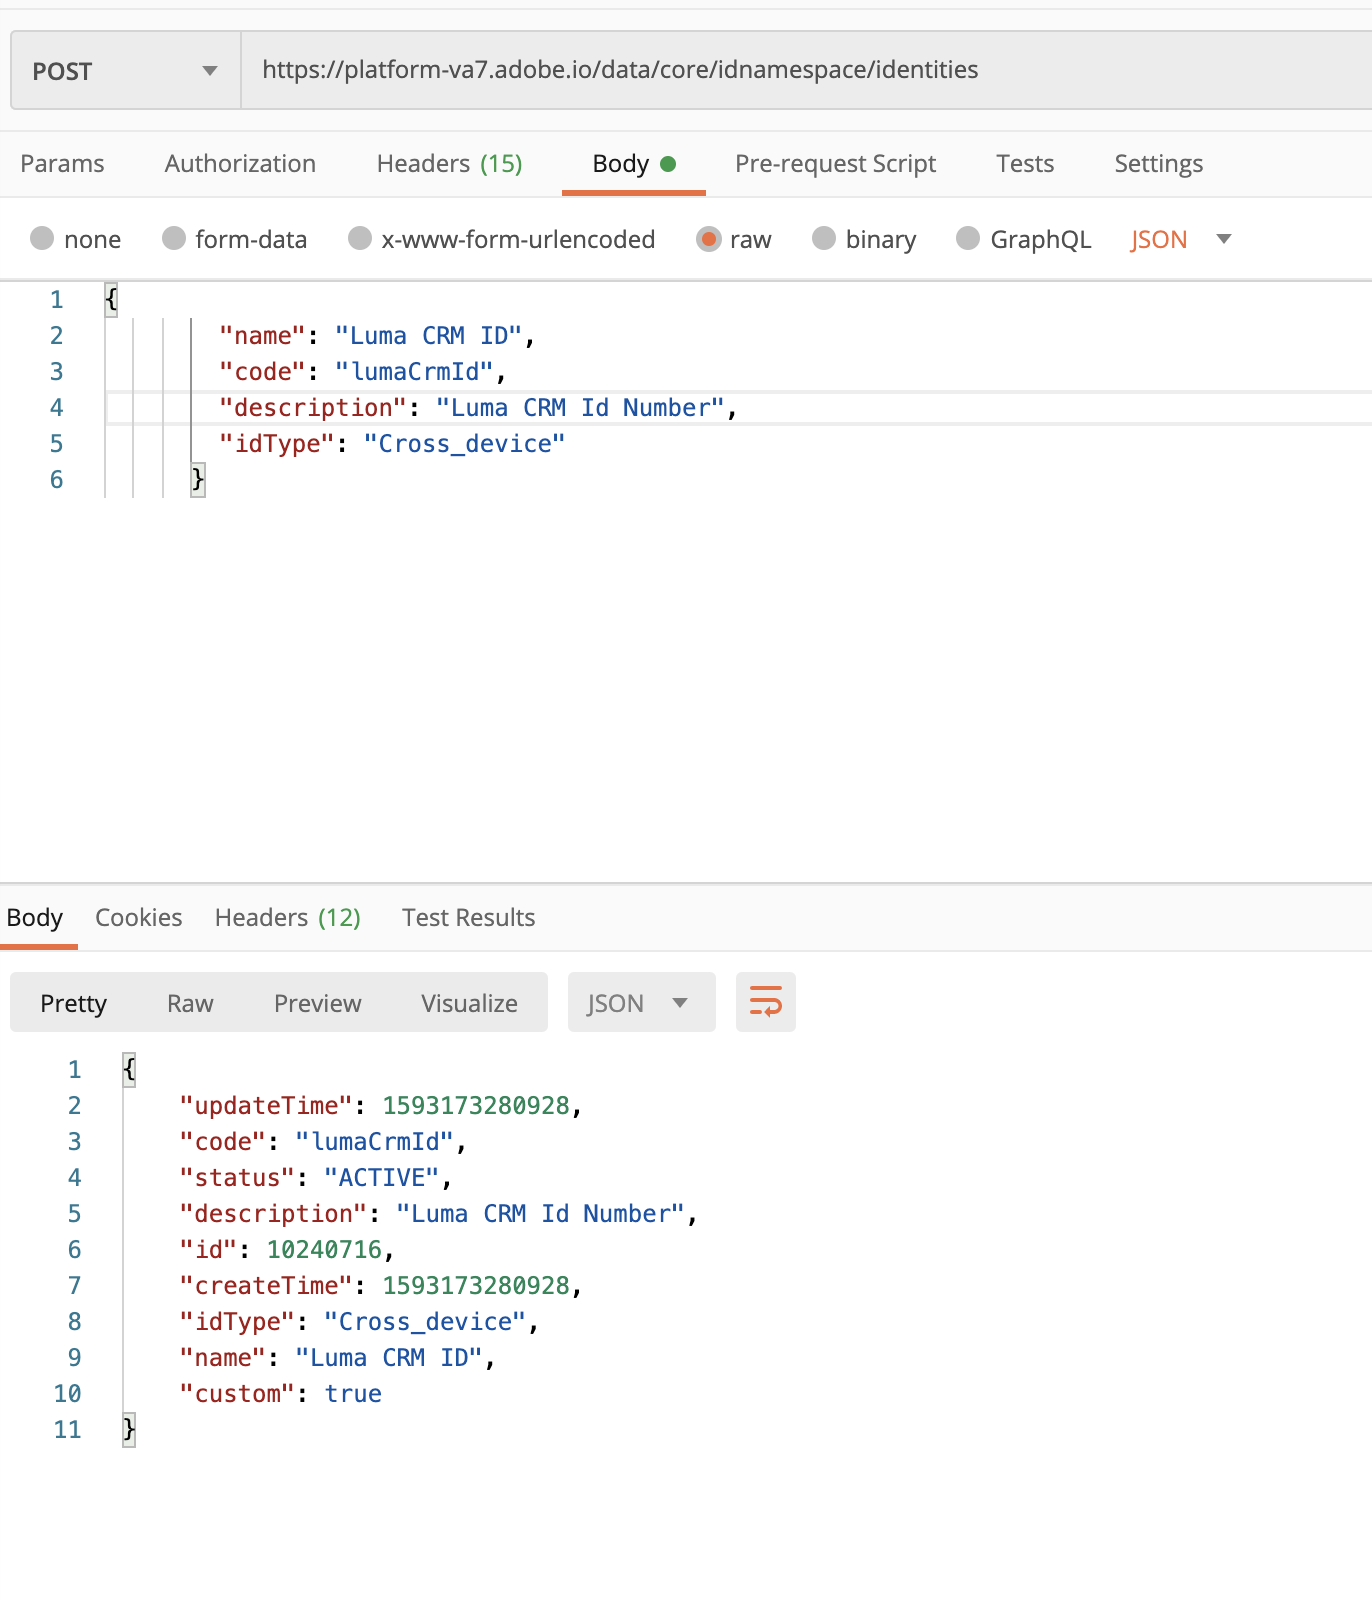 POST https://platform-va7.adobe.io/data/core/idnamespace/identities
Params Authorization Headers (15) Body Pre-request Script Tests Settings
none form-data x-www-form-urlencoded raw binary GraphQL JSON
1 {
2 "name": "Luma CRM ID",
3 "code": "lumaCrmId",
4 "description": "Luma CRM Id Number",
5 "idType": "Cross_device"
6 }
Body Cookies Headers (12) Test Results
Pretty Raw Preview Visualize JSON
1 {
2 "updateTime": 1593173280928,
3 "code": "lumaCrmId",
4 "status": "ACTIVE",
5 "description": "Luma CRM Id Number",
6 "id": 10240716,
7 "createTime": 1593173280928,
8 "idType": "Cross_device",
9 "name": "Luma CRM ID",
10 "custom": true
11 }